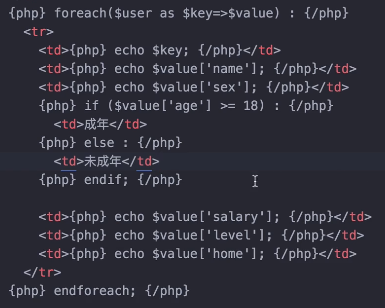 {php} foreach($user as $key=>$value) : {/php}
<tr>
<td>{php} echo $key; {/php}</td>
<td>{php} echo $value['name']; {/php}</td>
<td>{php} echo $value['sex']; {/php}</td>
{php} if ($value['age'] >= 18) : {/php}
<td>成年</td>
{php} else : {/php}
<td>未成年</td>
{php} endif; {/php}
<td>{php} echo $value['salary']; {/php}</td>
<td>{php} echo $value['level']; {/php}</td>
<td>{php} echo $value['home']; {/php}</td>
</tr>
{php} endforeach; {/php}